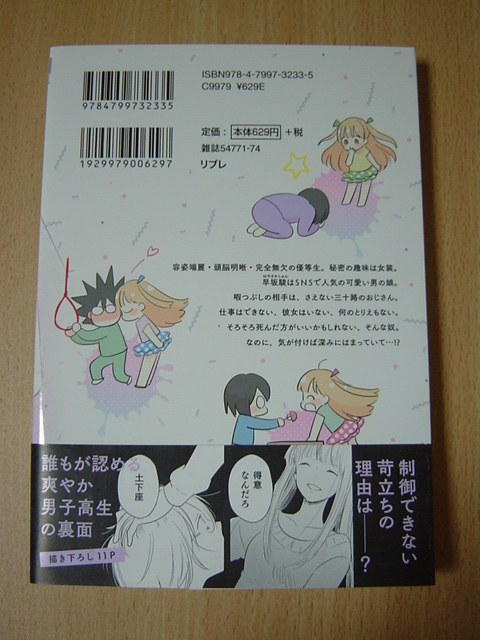 ISBN978-4-7997-3233-5
C9979 ¥629E
9784799732335
定価:本体629円+税
雑誌54771-74
リブレ
1929979006297
容姿端麗・頭脳明晰・完全無欠の優等生。秘密の趣味は女装。
早坂駿はSNSで人気の可愛い男の娘。
暇つぶしの相手は、さえない三十路のおじさん。
仕事はできない、彼女はいない、何のとりえもない。
そろそろ死んだ方がいいかもしれない、そんな奴。
なのに、気が付けば深みにはまっていて…!?
制御できない
苛立ちの
理由は――?
得意
なんだろ
土下座
誰もが認める
爽やか
男子高生
の裏面
描き下ろし11P